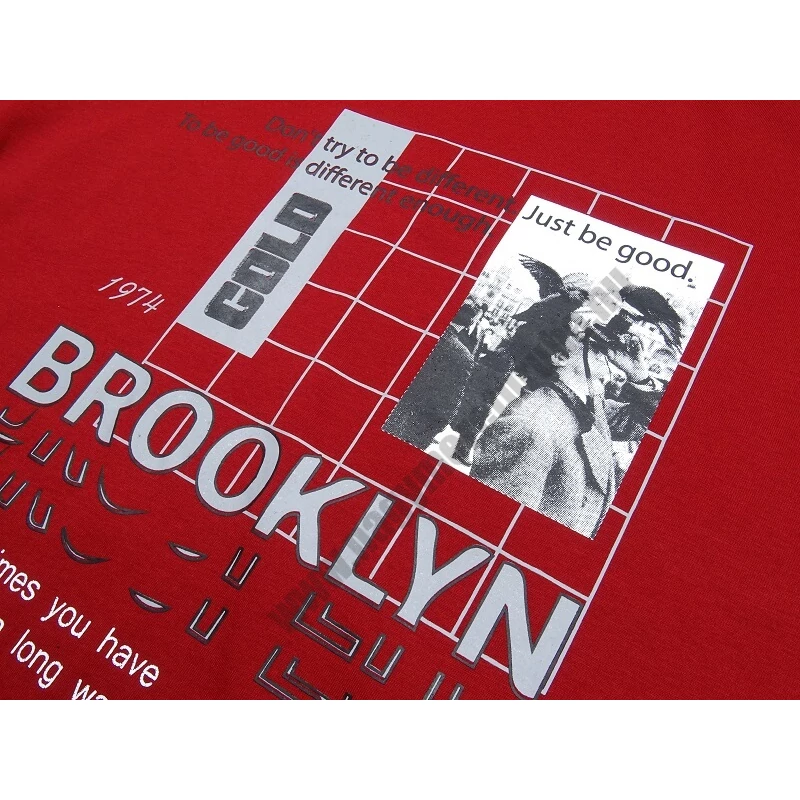 Don't try to be different.
To be good is different enough.
Just be good.
COLD
1974
BROOKLYN
imes you have
long wa